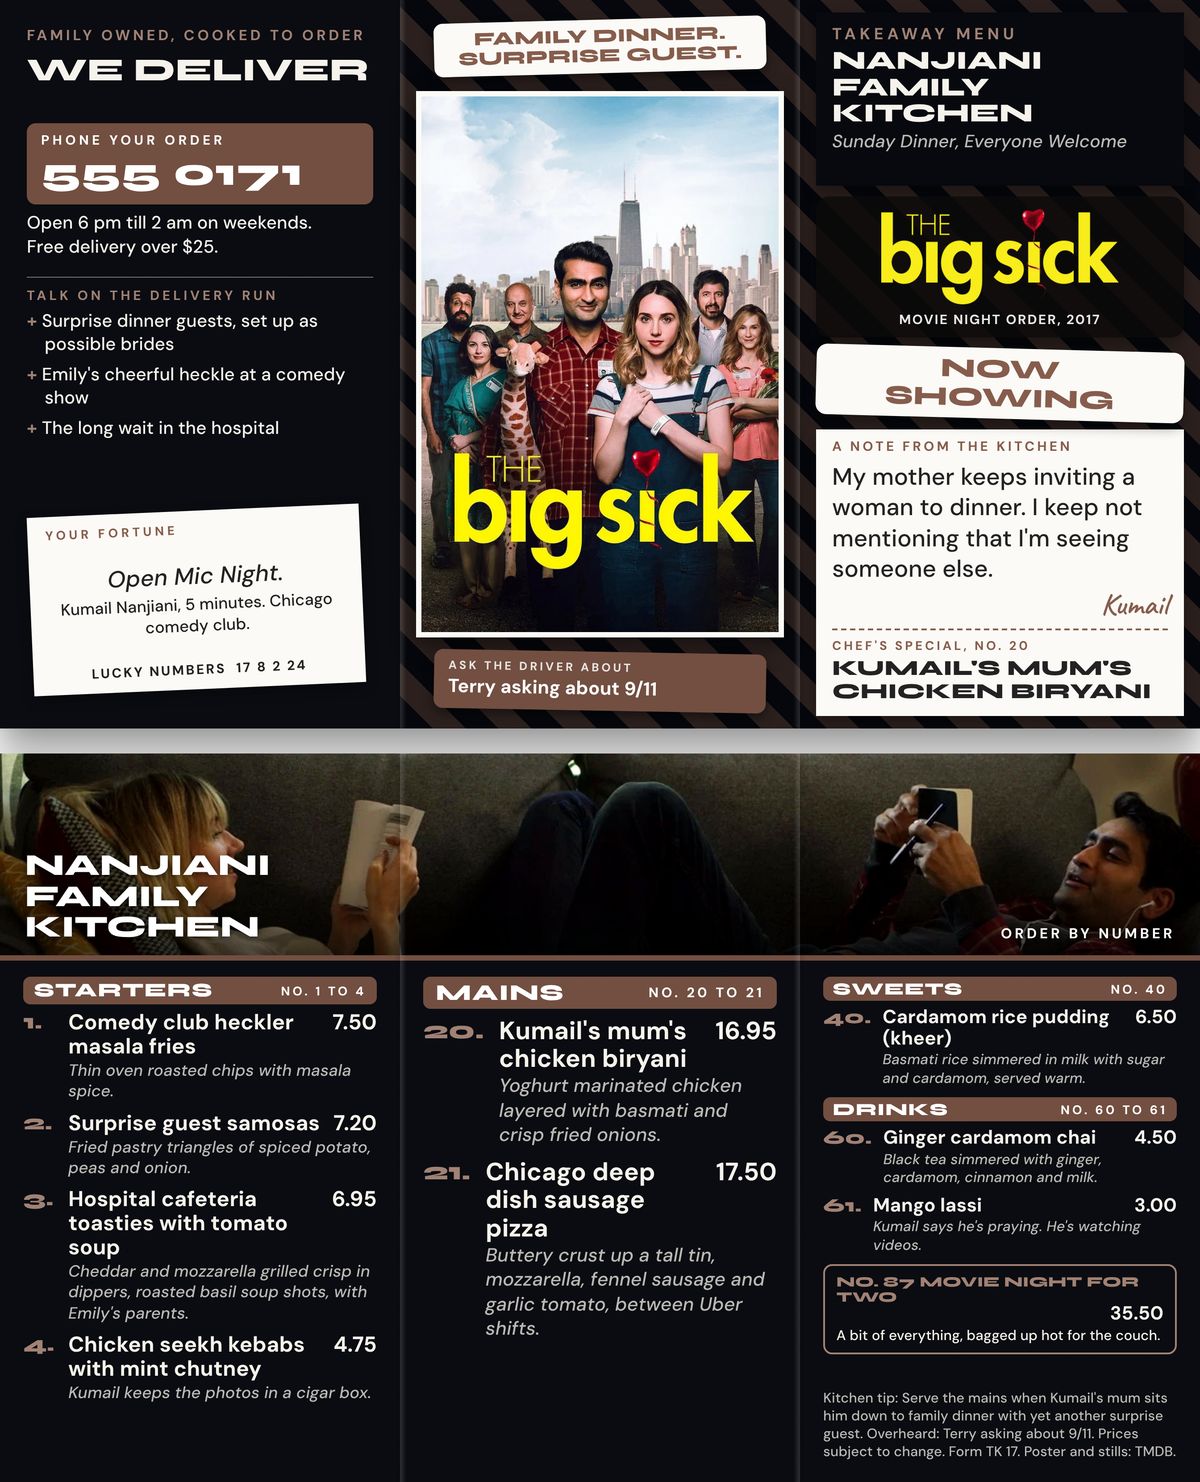 FAMILY OWNED, COOKED TO ORDER
WE DELIVER
PHONE YOUR ORDER
555 0171
Open 6 pm till 2 am on weekends.
Free delivery over $25.
TALK ON THE DELIVERY RUN
+ Surprise dinner guests, set up as
possible brides
+ Emily's cheerful heckle at a comedy
show
+ The long wait in the hospital
YOUR FORTUNE
Open Mic Night.
Kumail Nanjiani, 5 minutes. Chicago
comedy club.
LUCKY NUMBERS 17 8 2 24
FAMILY DINNER.
SURPRISE GUEST.
THE
big sick
ASK THE DRIVER ABOUT
Terry asking about 9/11
TAKEAWAY MENU
NANJIANI
FAMILY
KITCHEN
Sunday Dinner, Everyone Welcome
THE
big sick
MOVIE NIGHT ORDER, 2017
NOW
SHOWING
A NOTE FROM THE KITCHEN
My mother keeps inviting a
woman to dinner. I keep not
mentioning that I'm seeing
someone else.
Kumail
CHEF'S SPECIAL, NO. 20
KUMAIL'S MUM'S
CHICKEN BIRYANI
NANJIANI
FAMILY
KITCHEN
ORDER BY NUMBER
STARTERS NO. 1 TO 4
1. Comedy club heckler 7.50
masala fries
Thin oven roasted chips with masala
spice.
2. Surprise guest samosas 7.20
Fried pastry triangles of spiced potato,
peas and onion.
3. Hospital cafeteria 6.95
toasties with tomato
soup
Cheddar and mozzarella grilled crisp in
dippers, roasted basil soup shots, with
Emily's parents.
4. Chicken seekh kebabs 4.75
with mint chutney
Kumail keeps the photos in a cigar box.
MAINS NO. 20 TO 21
20. Kumail's mum's 16.95
chicken biryani
Yoghurt marinated chicken
layered with basmati and
crisp fried onions.
21. Chicago deep 17.50
dish sausage
pizza
Buttery crust up a tall tin,
mozzarella, fennel sausage and
garlic tomato, between Uber
shifts.
SWEETS NO. 40
40. Cardamom rice pudding 6.50
(kheer)
Basmati rice simmered in milk with sugar
and cardamom, served warm.
DRINKS NO. 60 TO 61
60. Ginger cardamom chai 4.50
Black tea simmered with ginger,
cardamom, cinnamon and milk.
61. Mango lassi 3.00
Kumail says he's praying. He's watching
videos.
NO. 87 MOVIE NIGHT FOR
TWO
35.50
A bit of everything, bagged up hot for the couch.
Kitchen tip: Serve the mains when Kumail's mum sits
him down to family dinner with yet another surprise
guest. Overheard: Terry asking about 9/11. Prices
subject to change. Form TK 17. Poster and stills: TMDB.